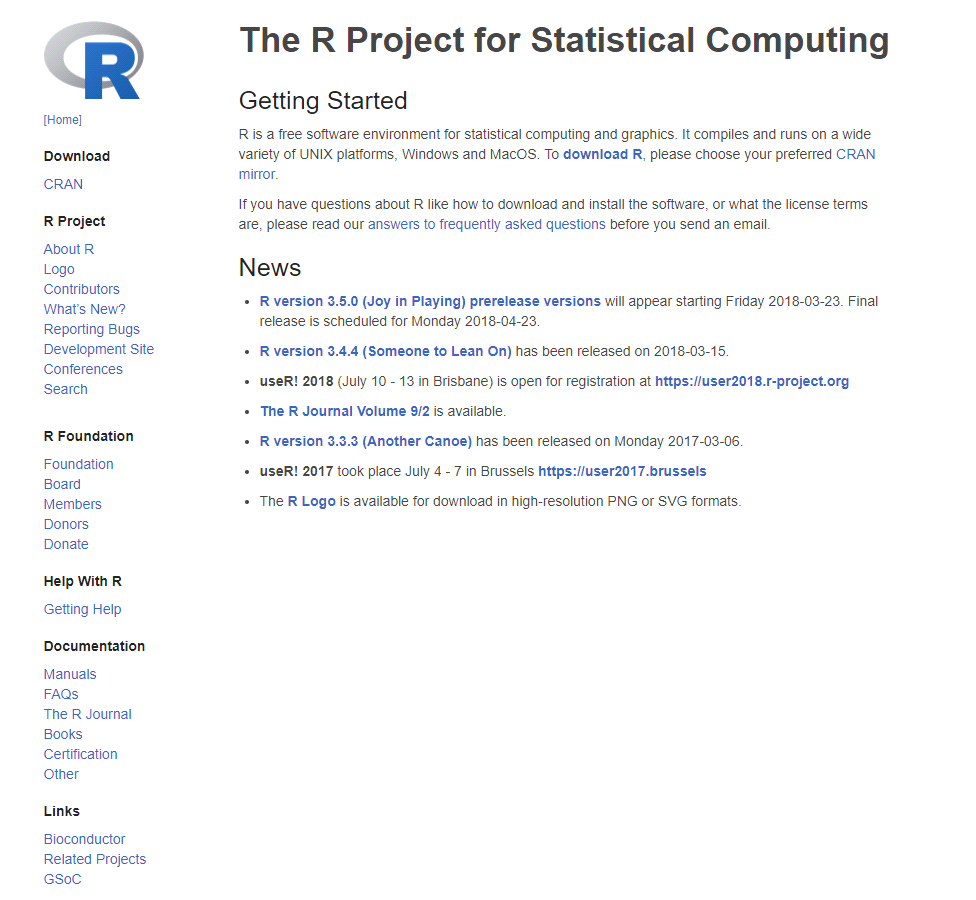 R
[Home]
Download
CRAN
R Project
About R
Logo
Contributors
What's New?
Reporting Bugs
Development Site
Conferences
Search
R Foundation
Foundation
Board
Members
Donors
Donate
Help With R
Getting Help
Documentation
Manuals
FAQs
The R Journal
Books
Certification
Other
Links
Bioconductor
Related Projects
GSoC
The R Project for Statistical Computing
Getting Started
R is a free software environment for statistical computing and graphics. It compiles and runs on a wide
variety of UNIX platforms, Windows and MacOS. To download R, please choose your preferred CRAN
mirror.
If you have questions about R like how to download and install the software, or what the license terms
are, please read our answers to frequently asked questions before you send an email.
News
• R version 3.5.0 (Joy in Playing) prerelease versions will appear starting Friday 2018-03-23. Final
release is scheduled for Monday 2018-04-23.
• R version 3.4.4 (Someone to Lean On) has been released on 2018-03-15.
• useR! 2018 (July 10 - 13 in Brisbane) is open for registration at https://user2018.r-project.org
• The R Journal Volume 9/2 is available.
• R version 3.3.3 (Another Canoe) has been released on Monday 2017-03-06.
• useR! 2017 took place July 4 - 7 in Brussels https://user2017.brussels
• The R Logo is available for download in high-resolution PNG or SVG formats.